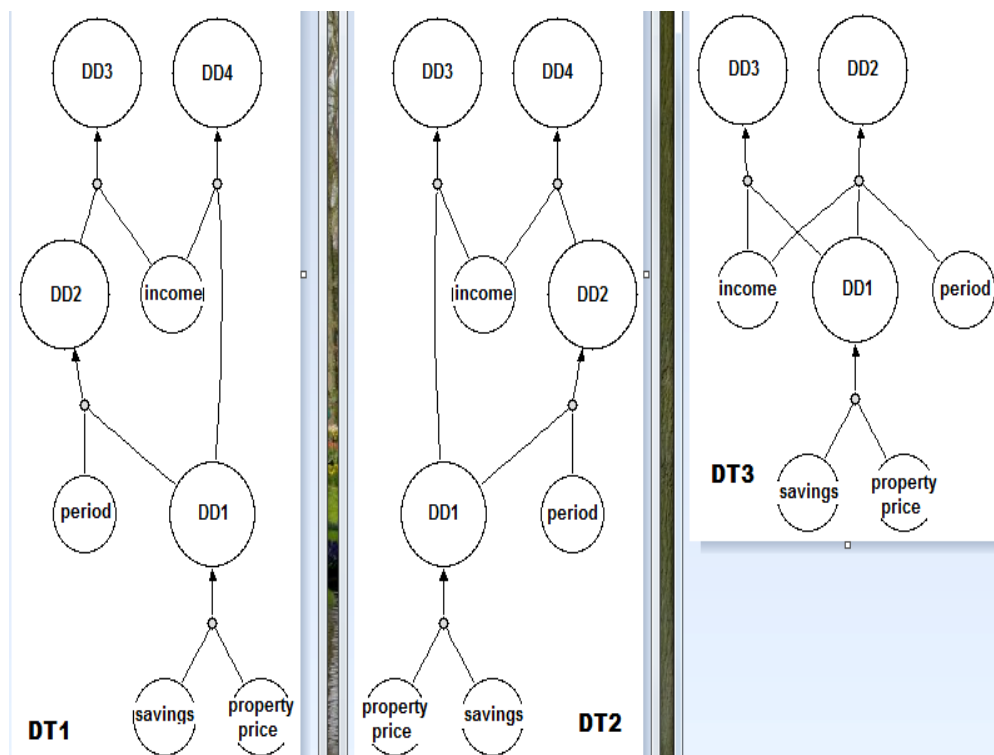 DD3
DD4
DD2
income
period
DD1
savings
property
price
DT1
DD3
DD4
income
DD2
DD1
period
property
price
savings
DT2
DD3
DD2
income
DD1
period
DT3
savings
property
price